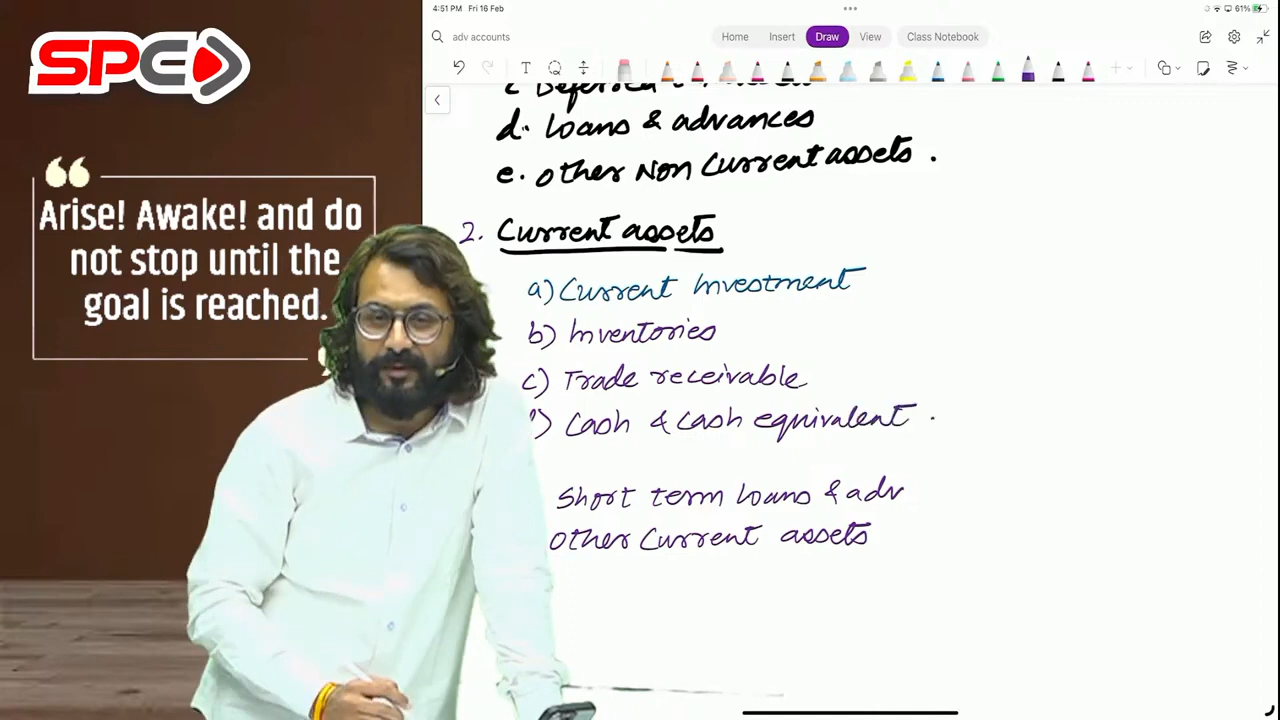 SPE
4:51 PM Fri 16 Feb
61%
adv accounts
Home Insert Draw View Class Notebook
T
“
Arise! Awake! and do
not stop until the
goal is reached.
d. Loans & advances
e. Other Non Current assets.
2. Current assets
a) Current Investment
b) Inventories
c) Trade receivable
) Cash & Cash equivalent.
Short term Loans & adv
Other Current assets